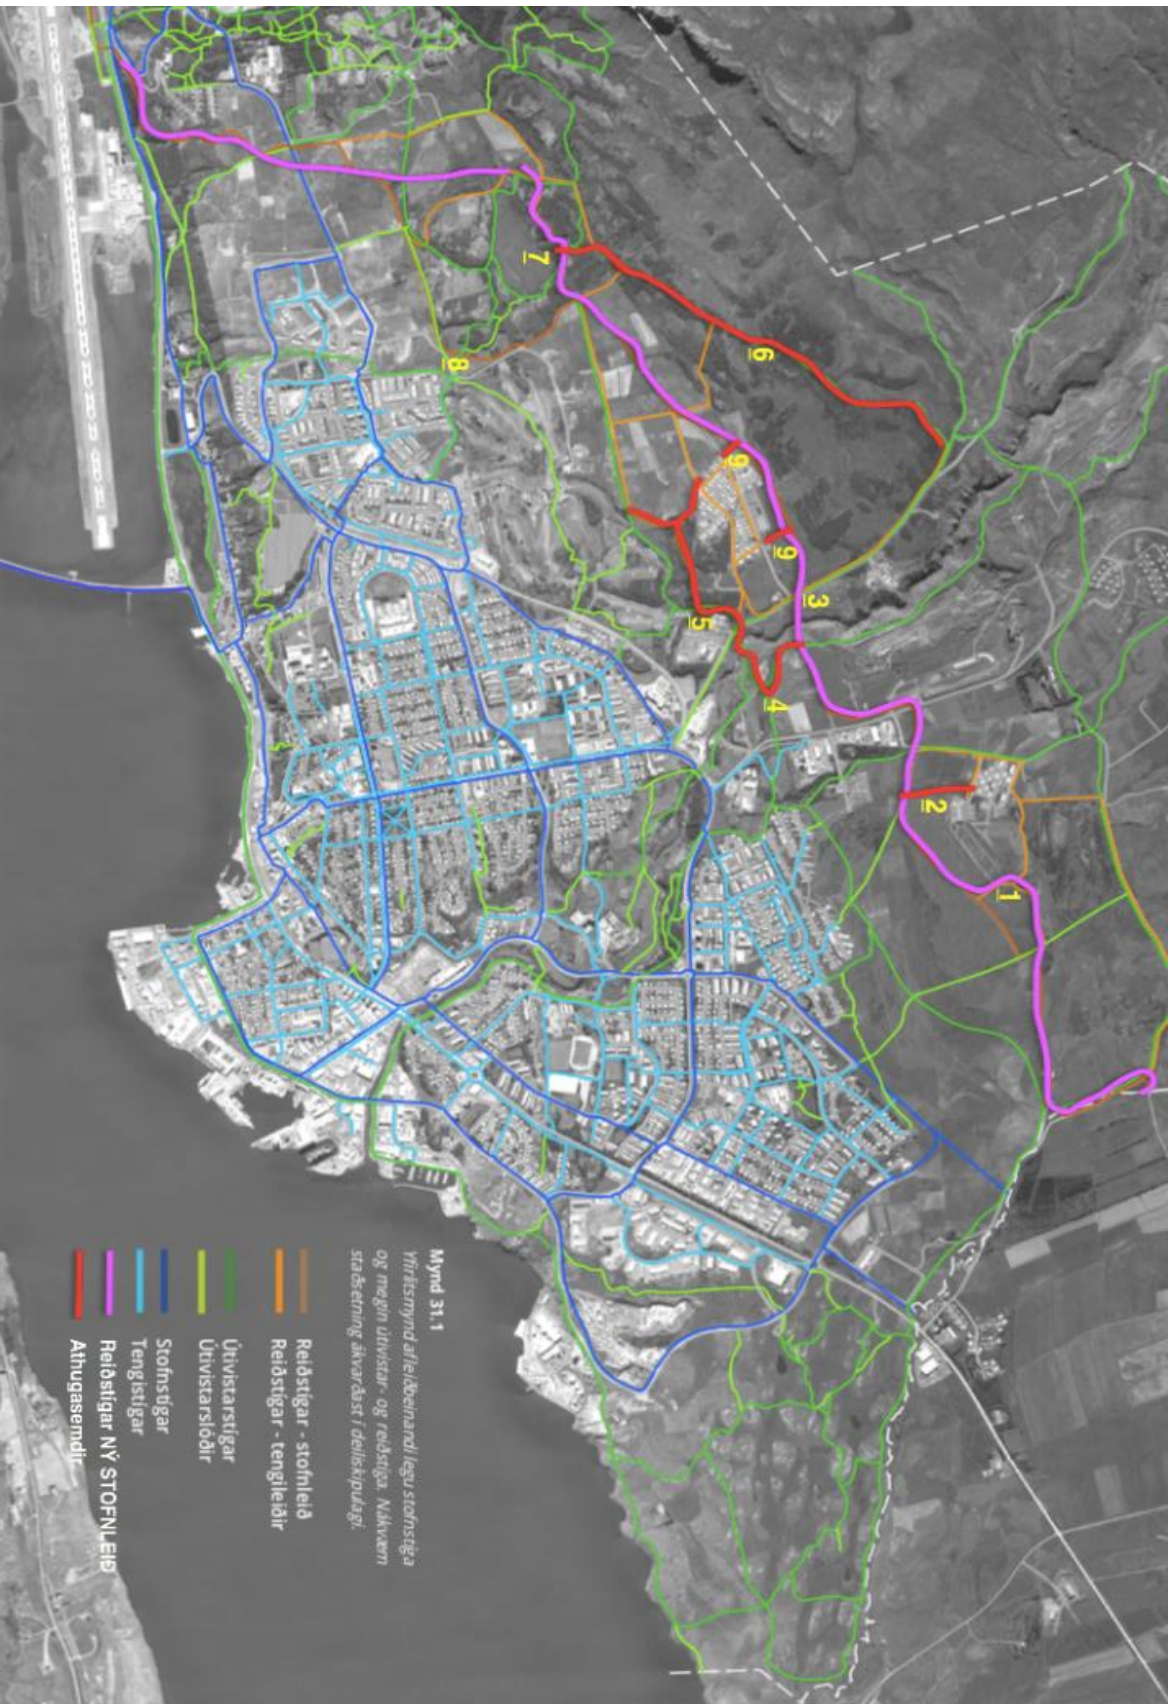 1
2
3
4
5
6
7
8
9
9
Mynd 31.1
Yfirlitsmynd af leiðbeinandi legu stofnstíga
og megin útivistar- og reiðstíga. Nákvæm
staðsetning ákvarðast í deiliskipulagi.
Reiðstígar - stofnleið
Reiðstígar - tengileiðir
Útivistarstígar
Útivistarslóðir
Stofnstígar
Tengistígar
Reiðstígar NÝ STOFNLEIÐ
Athugasemdir